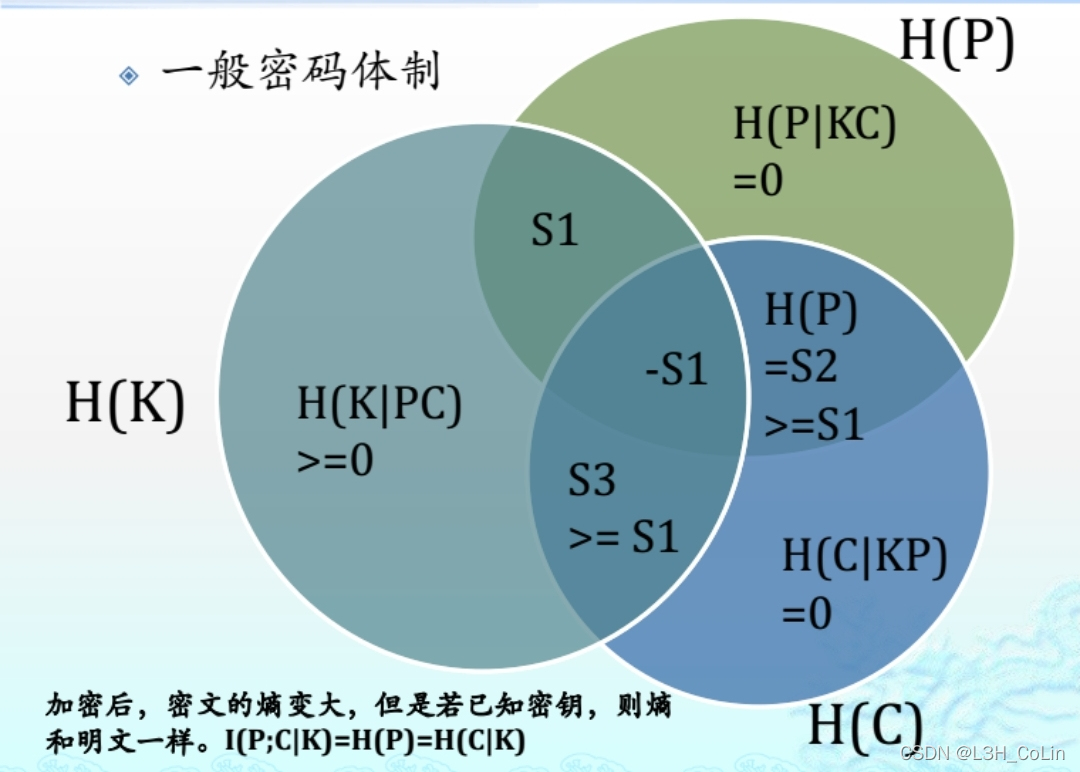 一般密码体制
H(P)
H(P|KC)
=0
S1
H(P)
=S2
>=S1
-S1
H(K)
H(K|PC)
>=0
S3
>= S1
H(C|KP)
=0
加密后，密文的熵变大，但是若已知密钥，则熵
和明文一样。I(P;C|K)=H(P)=H(C|K)
H(C)
CSDN @L3H_CoLin